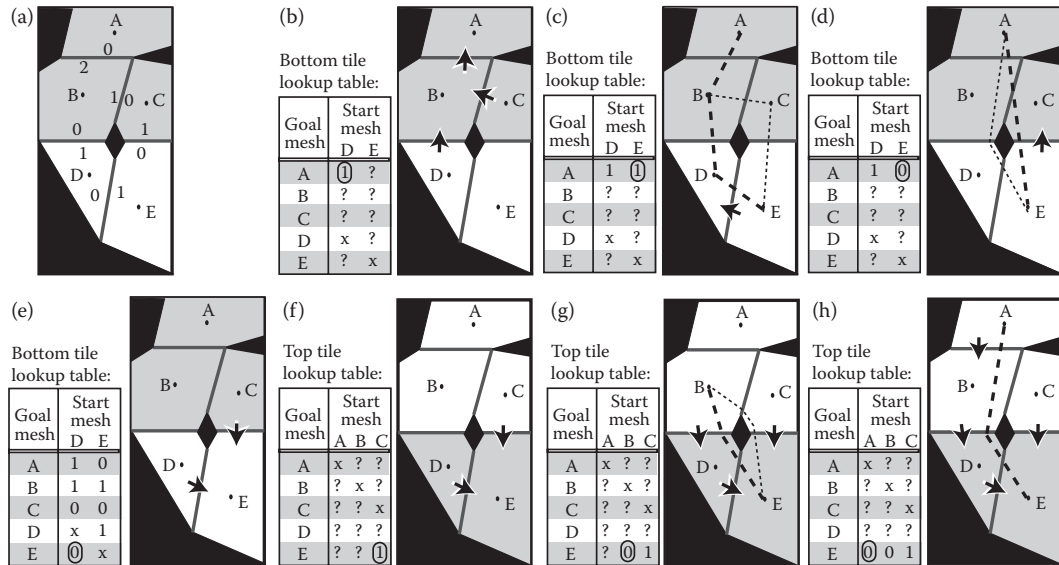 (a)
A
0
2
B
1 0
C
0
1
1
0
D
0
1
E
(b)
Bottom tile
lookup table:
Goal mesh
Start mesh
D E
A 1 ?
B ? ?
C ? ?
D x ?
E ? x
A
B
C
D
E
(c)
Bottom tile
lookup table:
Goal mesh
Start mesh
D E
A 1 1
B ? ?
C ? ?
D x ?
E ? x
A
B
C
D
E
(d)
Bottom tile
lookup table:
Goal mesh
Start mesh
D E
A 1 0
B ? ?
C ? ?
D x ?
E ? x
A
B
C
D
E
(e)
Bottom tile
lookup table:
Goal mesh
Start mesh
D E
A 1 0
B 1 1
C 0 0
D x 1
E 0 x
A
B
C
D
E
(f)
Top tile
lookup table:
Goal mesh
Start mesh
A B C
A x ? ?
B ? x ?
C ? ? x
D ? ? ?
E ? ? 1
A
B
C
D
E
(g)
Top tile
lookup table:
Goal mesh
Start mesh
A B C
A x ? ?
B ? x ?
C ? ? x
D ? ? ?
E ? 0 1
A
B
C
D
E
(h)
Top tile
lookup table:
Goal mesh
Start mesh
A B C
A x ? ?
B ? x ?
C ? ? x
D ? ? ?
E 0 0 1
A
B
C
D
E